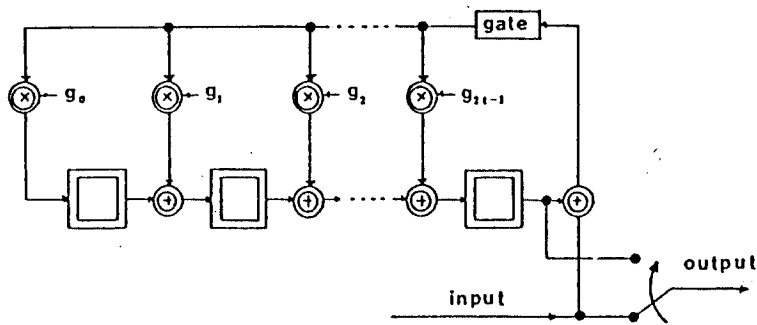 gate
× g₀ × g₁ × g₂ × g₂ₜ₋₁
+ + + +
output
input